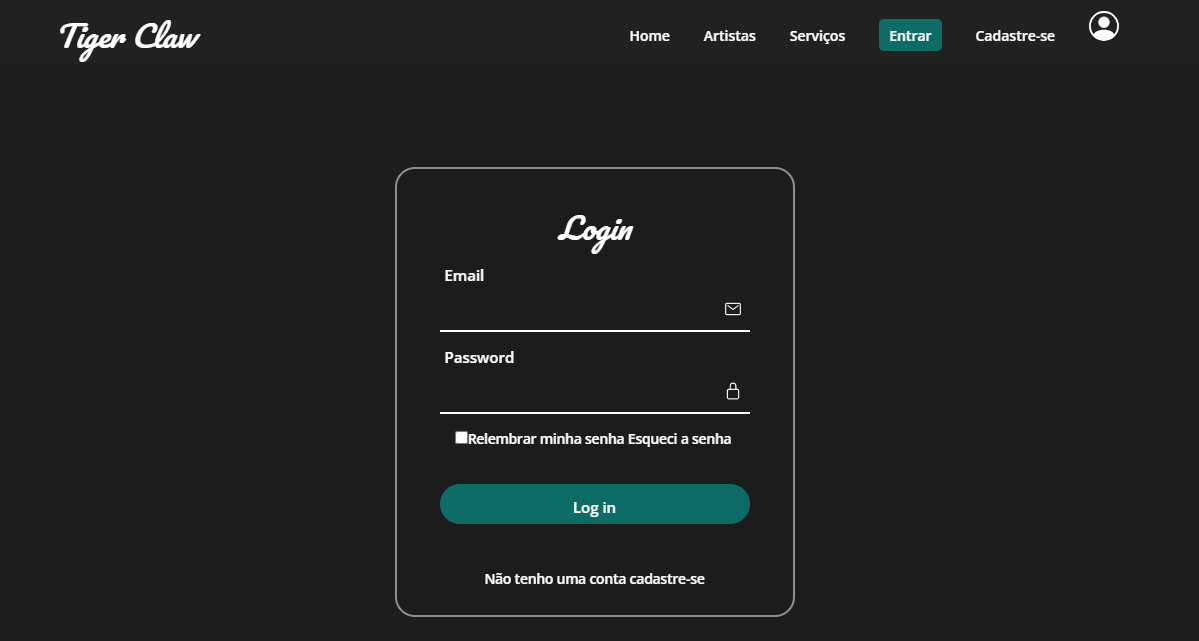 Tiger Claw
Home Artistas Serviços Entrar Cadastre-se
Login
Email
Password
Relembrar minha senha Esqueci a senha
Log in
Não tenho uma conta cadastre-se